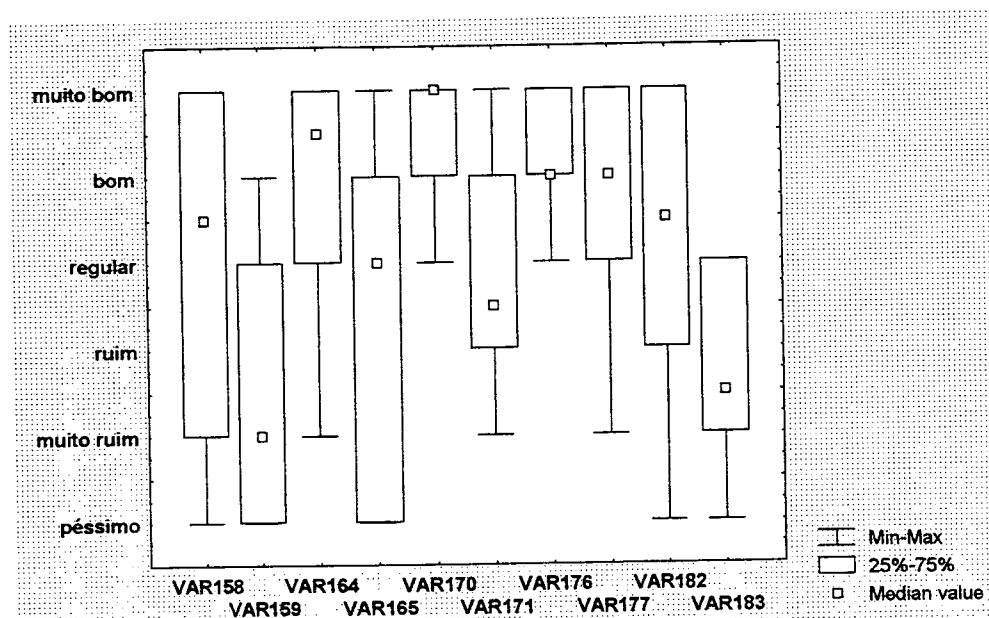 muito bom
bom
regular
ruim
muito ruim
péssimo
VAR158 VAR164 VAR170 VAR176 VAR182
VAR159 VAR165 VAR171 VAR177 VAR183
Min-Max
25%-75%
Median value